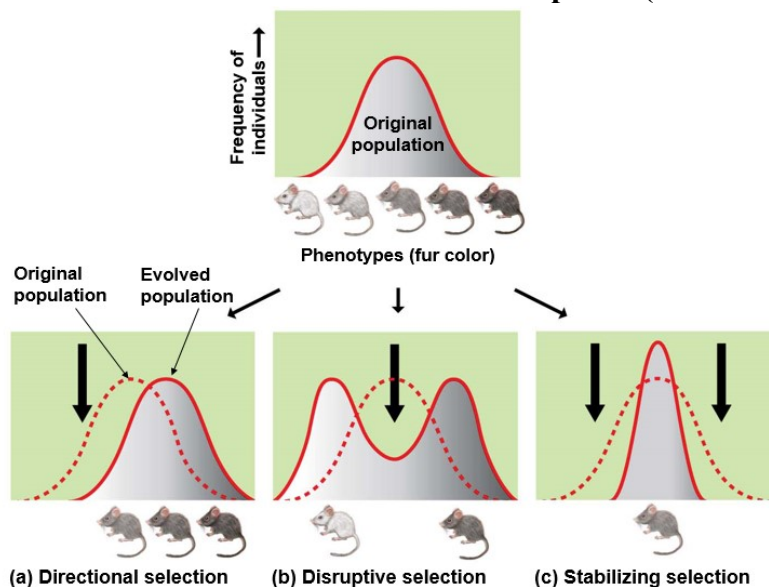 Frequency of
individuals
Original
population
Phenotypes (fur color)
Original
population
Evolved
population
(a) Directional selection
(b) Disruptive selection
(c) Stabilizing selection